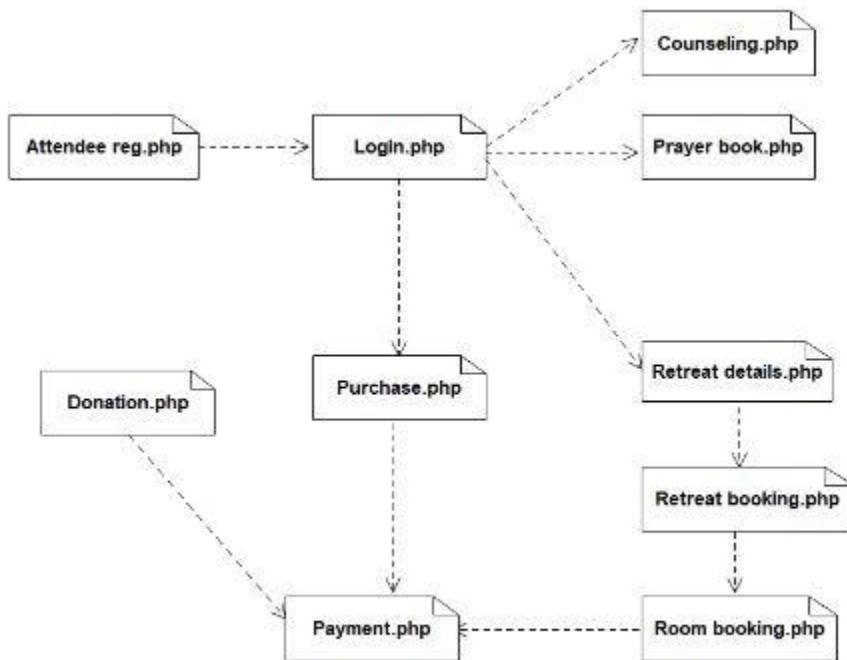 Counseling.php
Attendee reg.php
Login.php
Prayer book.php
Donation.php
Purchase.php
Retreat details.php
Retreat booking.php
Payment.php
Room booking.php